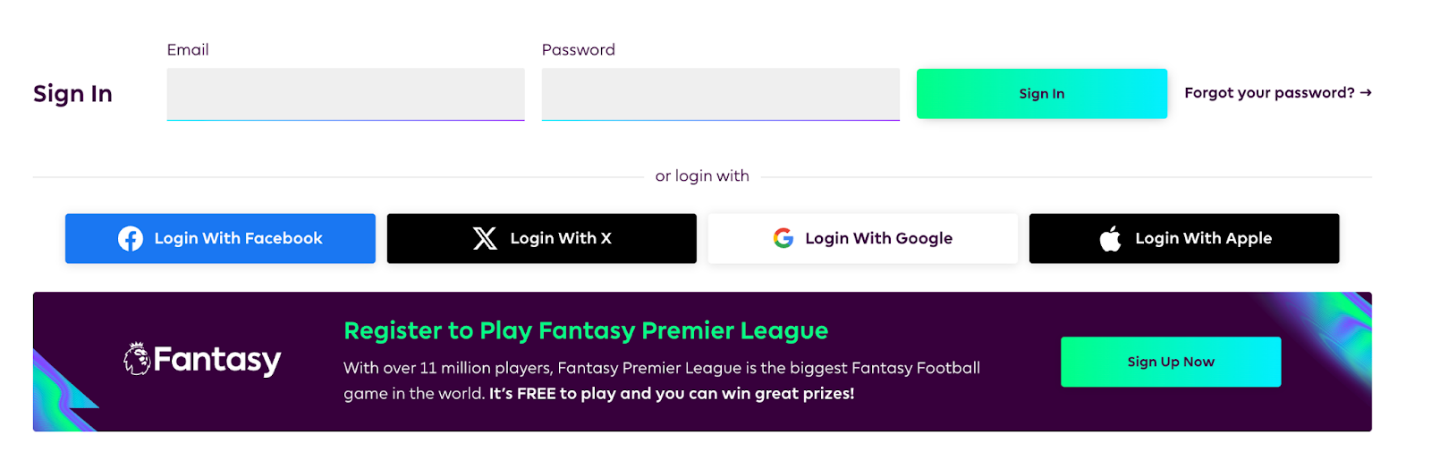 Email
Password
Sign In
Sign In
Forgot your password? →
or login with
Login With Facebook
Login With X
Login With Google
Login With Apple
Fantasy
Register to Play Fantasy Premier League
With over 11 million players, Fantasy Premier League is the biggest Fantasy Football
game in the world. It's FREE to play and you can win great prizes!
Sign Up Now